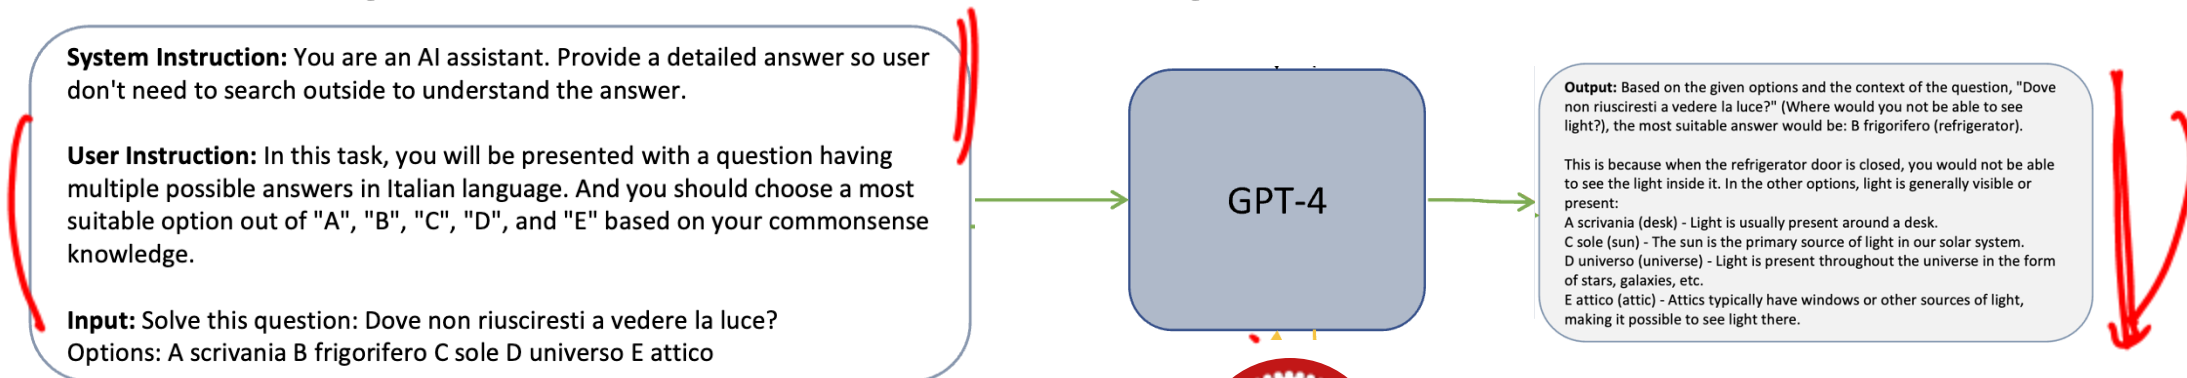 System Instruction: You are an AI assistant. Provide a detailed answer so user
don't need to search outside to understand the answer.
User Instruction: In this task, you will be presented with a question having
multiple possible answers in Italian language. And you should choose a most
suitable option out of "A", "B", "C", "D", and "E" based on your commonsense
knowledge.
Input: Solve this question: Dove non riusciresti a vedere la luce?
Options: A scrivania B frigorifero C sole D universo E attico
GPT-4
Output: Based on the given options and the context of the question, "Dove
non riusciresti a vedere la luce?" (Where would you not be able to see
light?), the most suitable answer would be: B frigorifero (refrigerator).
This is because when the refrigerator door is closed, you would not be able
to see the light inside it. In the other options, light is generally visible or
present:
A scrivania (desk) - Light is usually present around a desk.
C sole (sun) - The sun is the primary source of light in our solar system.
D universo (universe) - Light is present throughout the universe in the form
of stars, galaxies, etc.
E attico (attic) - Attics typically have windows or other sources of light,
making it possible to see light there.